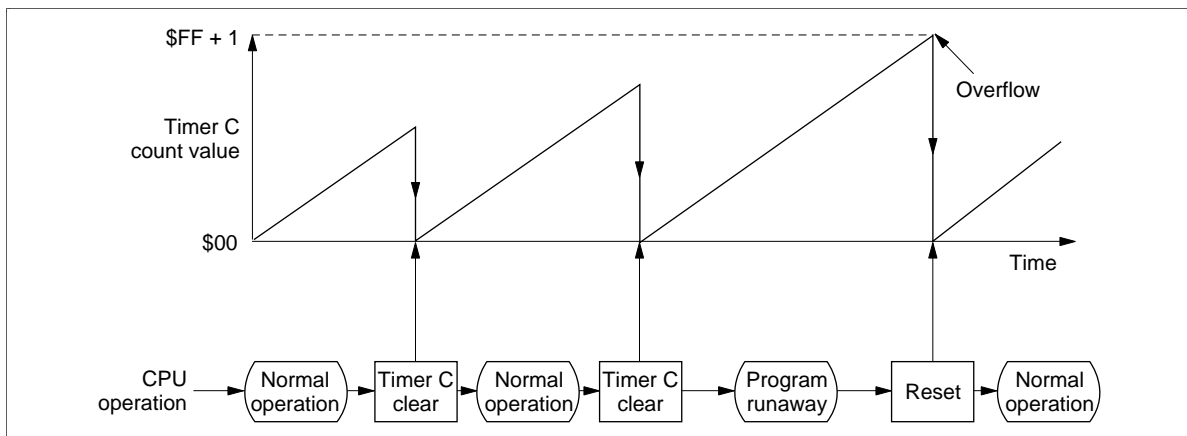 $FF + 1
Overflow
Timer C
count value
$00
Time
CPU
operation
Normal
operation
Timer C
clear
Normal
operation
Timer C
clear
Program
runaway
Reset
Normal
operation